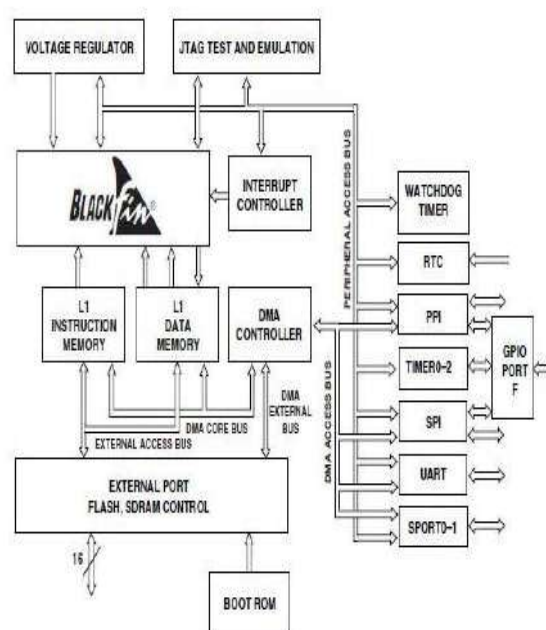 VOLTAGE REGULATOR
JTAG TEST AND EMULATION
BLACKfin®
INTERRUPT
CONTROLLER
PERIPHERAL ACCESS BUS
WATCHDOG
TIMER
RTC
L1
INSTRUCTION
MEMORY
L1
DATA
MEMORY
DMA
CONTROLLER
PPI
GPIO
PORT
F
TIMER0-2
DMA
EXTERNAL
BUS
DMA CORE BUS
EXTERNAL ACCESS BUS
DMA ACCESS BUS
SPI
UART
SPORT0-1
EXTERNAL PORT
FLASH, SDRAM CONTROL
16
BOOT ROM